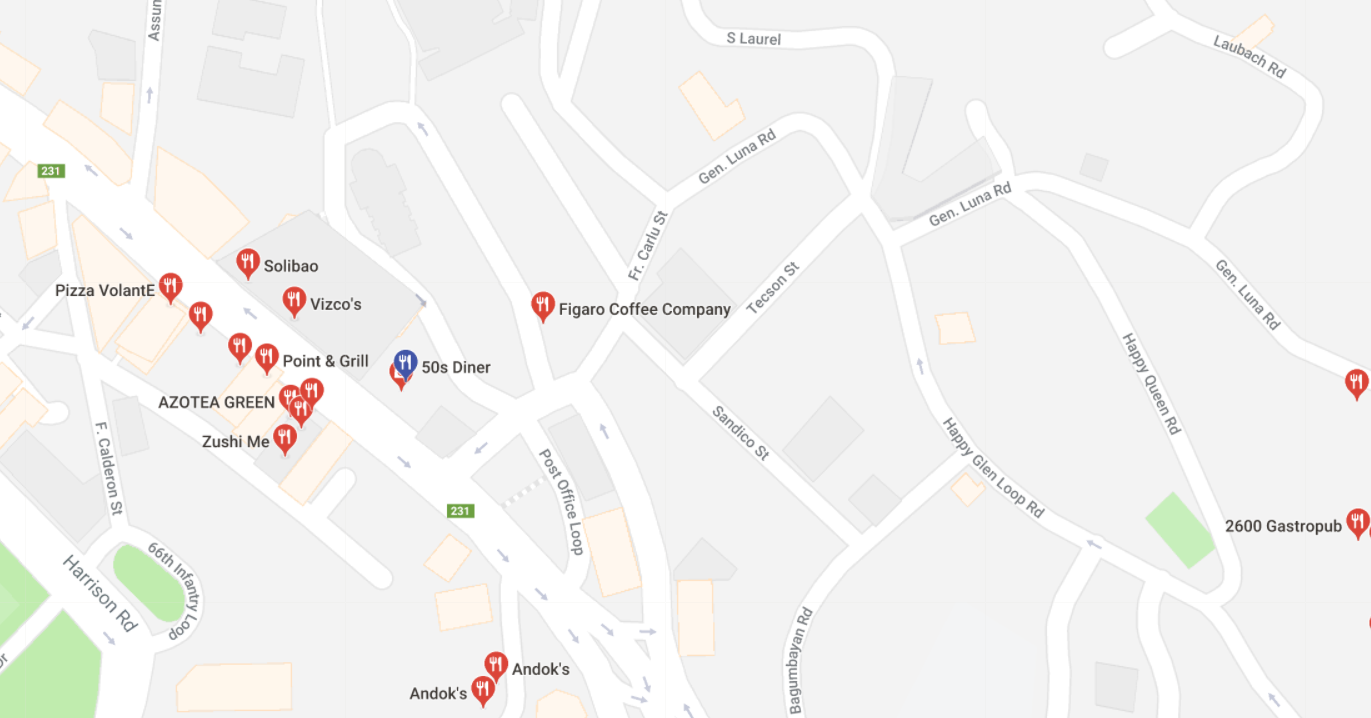 Assun
S Laurel
Laubach Rd
231
Gen. Luna Rd
Gen. Luna Rd
Fr. Carlu St
Solibao
Pizza VolantE
Vizco's
Figaro Coffee Company
Tecson St
Gen. Luna Rd
Point & Grill
50s Diner
Happy Queen Rd
AZOTEA GREEN
Zushi Me
Sandico St
F. Calderon St
Happy Glen Loop Rd
Post Office Loop
231
2600 Gastropub
Harrison Rd
66th Infantry Loop
Dr
Bagumbayan Rd
Andok's
Andok's